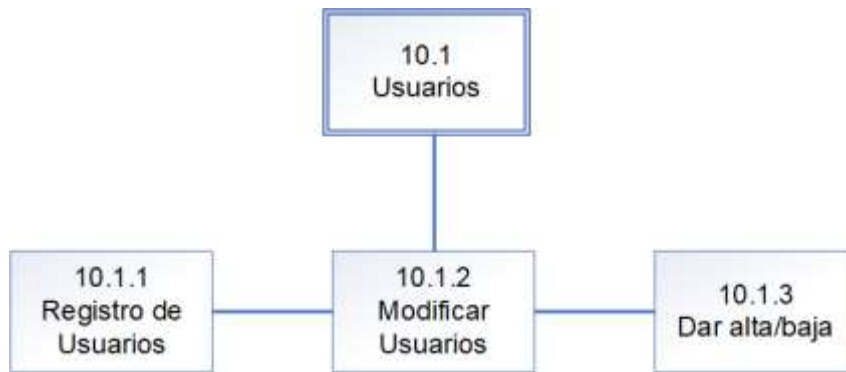 10.1
Usuarios
10.1.1
Registro de
Usuarios
10.1.2
Modificar
Usuarios
10.1.3
Dar alta/baja